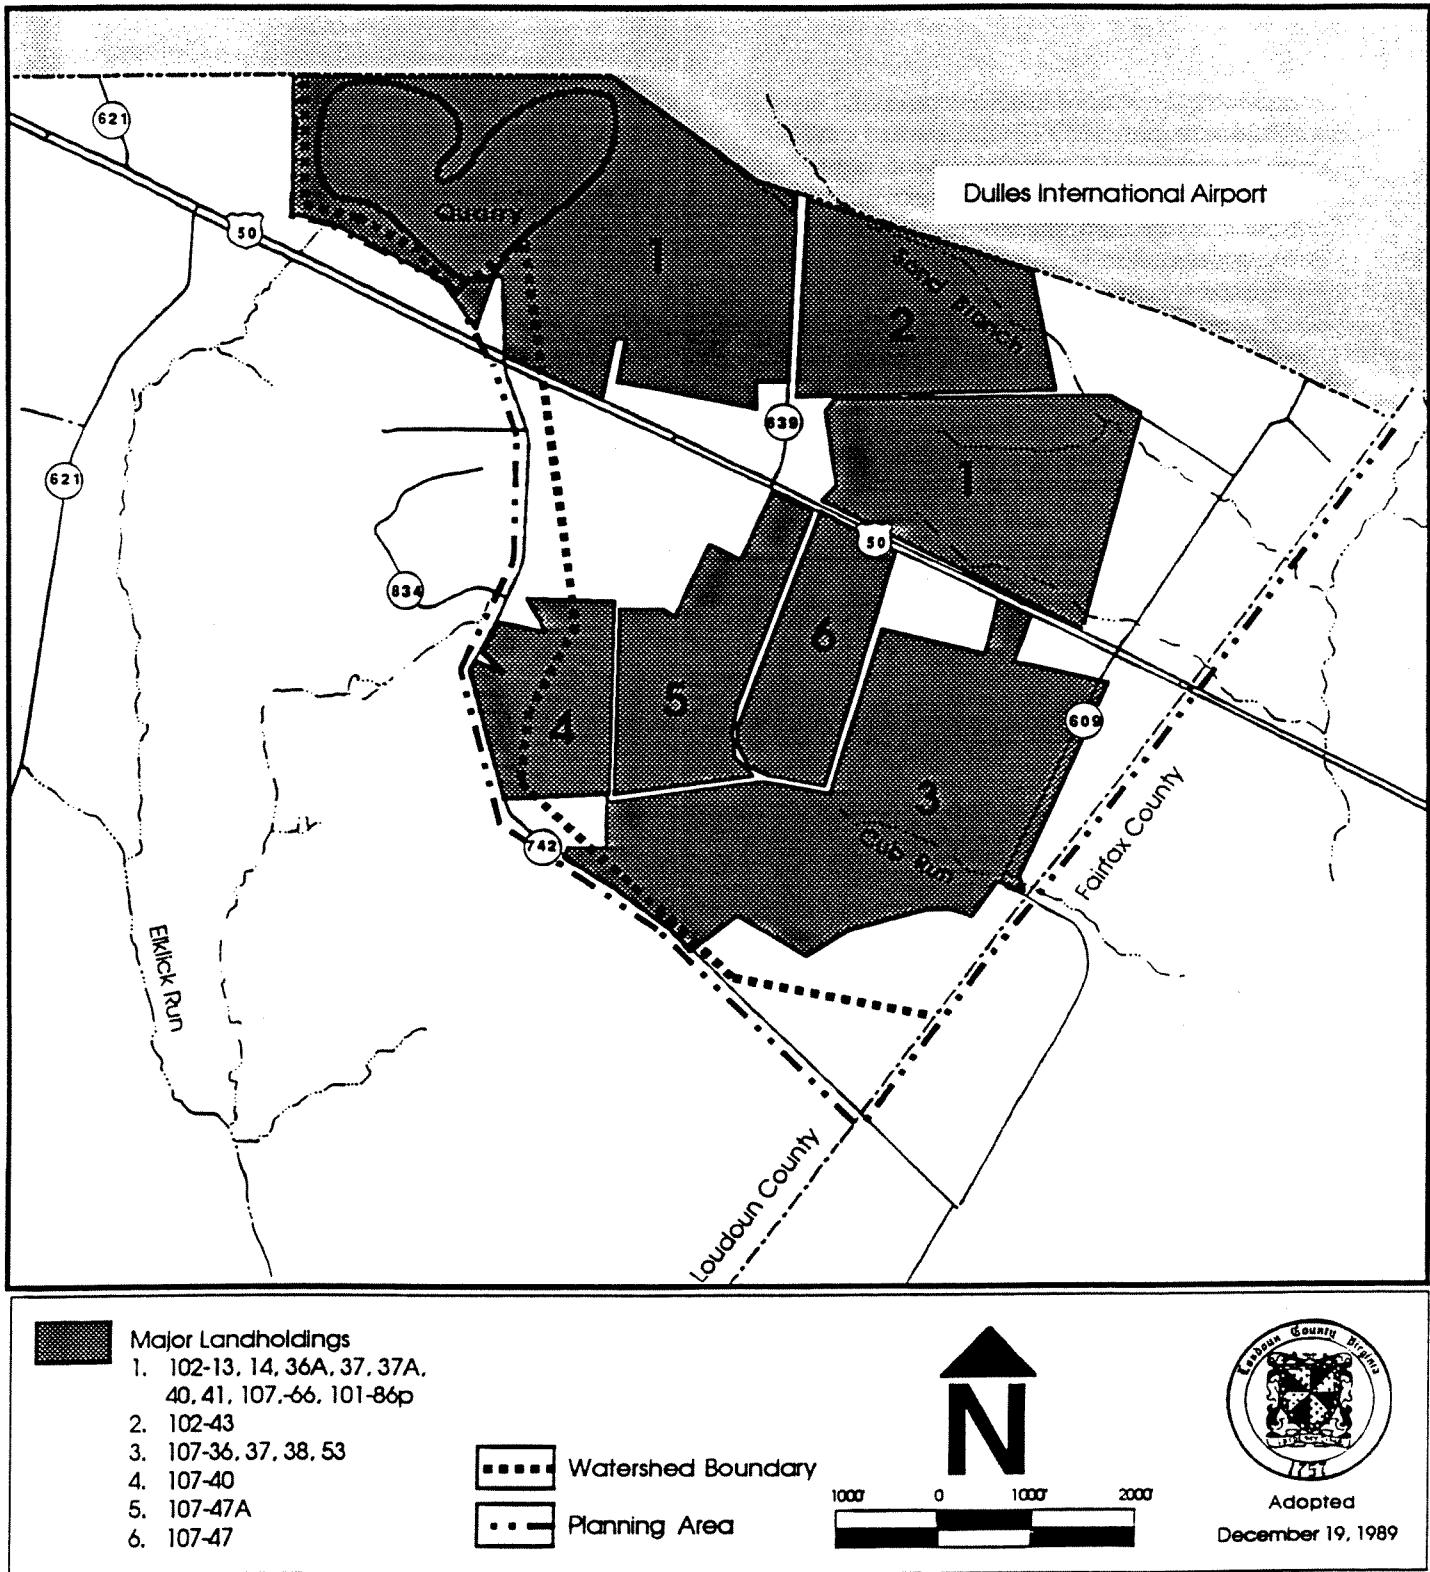 621
50
Dulles International Airport
Quarry
1
Sand Branch
2
639
621
1
50
834
6
5
4
609
3
742
Cub Run
Fairfax County
Elklick Run
Loudoun County
Major Landholdings
1. 102-13, 14, 36A, 37, 37A,
40, 41, 107,-66, 101-86p
2. 102-43
3. 107-36, 37, 38, 53
4. 107-40
5. 107-47A
6. 107-47
Watershed Boundary
Planning Area
N
1000' 0 1000' 2000'
Loudoun County Virginia
1757
Adopted
December 19, 1989